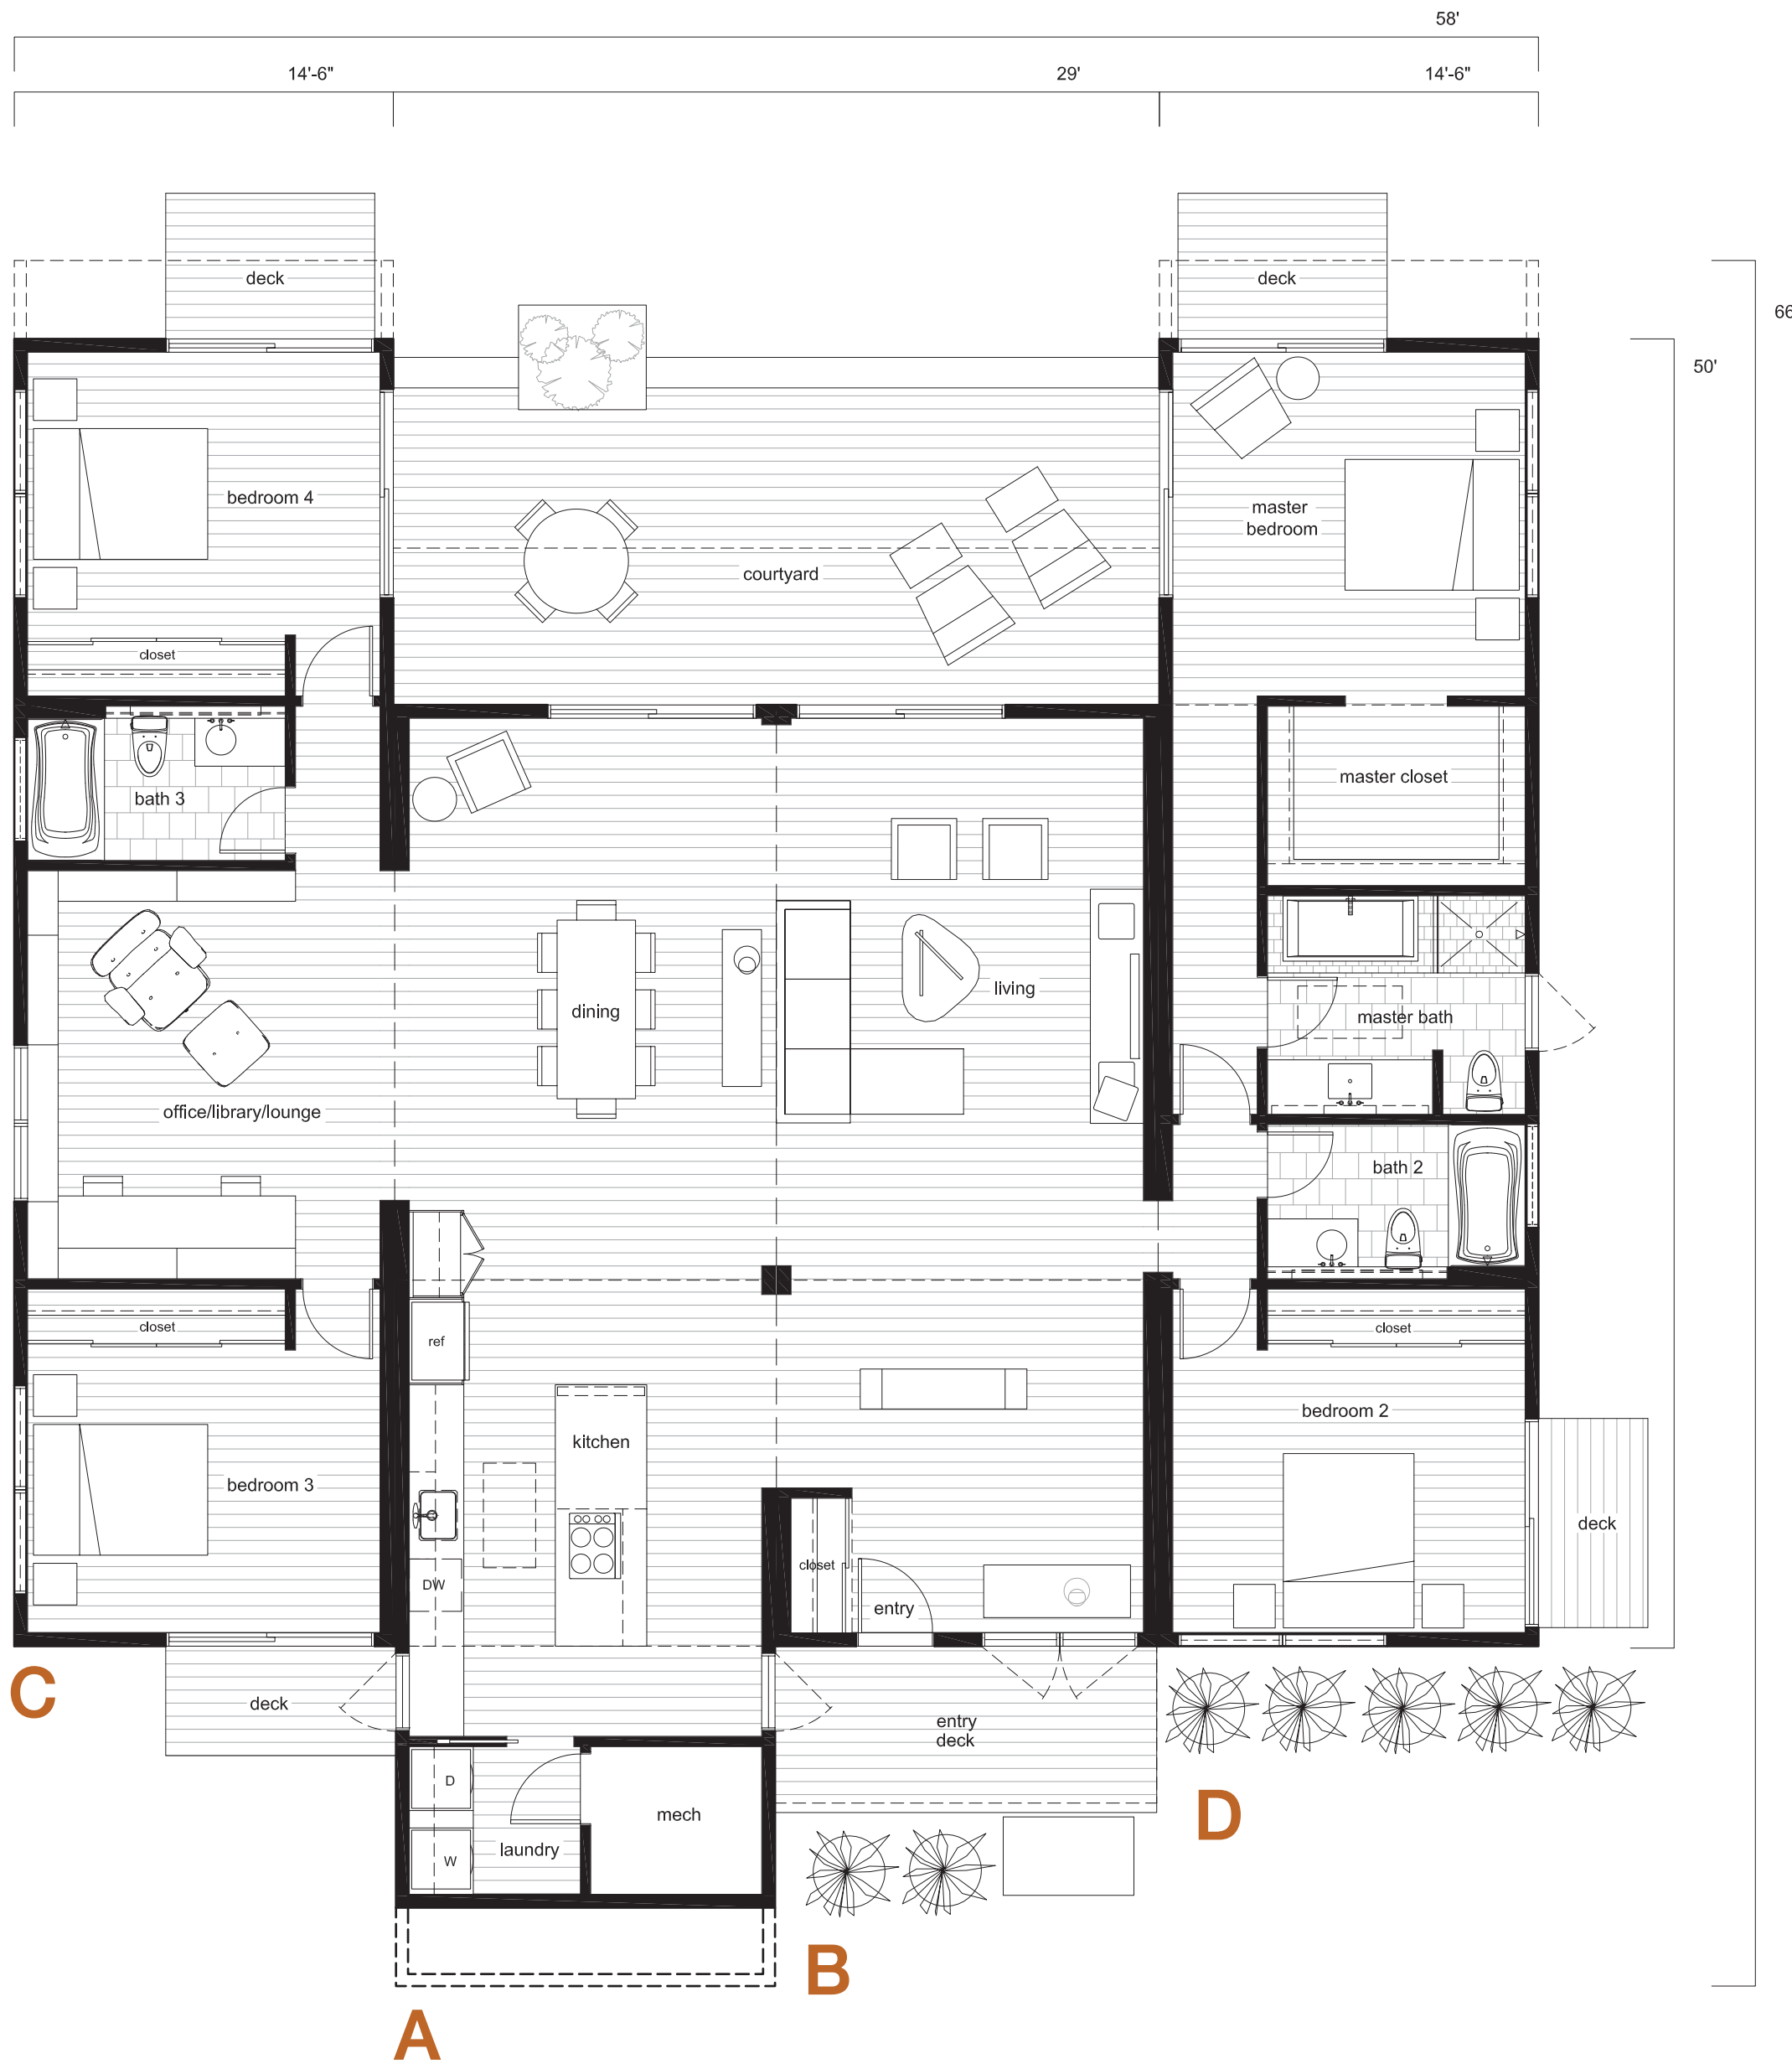 58'
14'-6"
29'
14'-6"
deck
deck
66
50'
bedroom 4
master
bedroom
courtyard
closet
master closet
bath 3
living
dining
master bath
office/library/lounge
bath 2
closet
closet
ref
bedroom 2
kitchen
bedroom 3
deck
closet
DW
entry
C
deck
entry
deck
D
D
mech
laundry
W
B
A